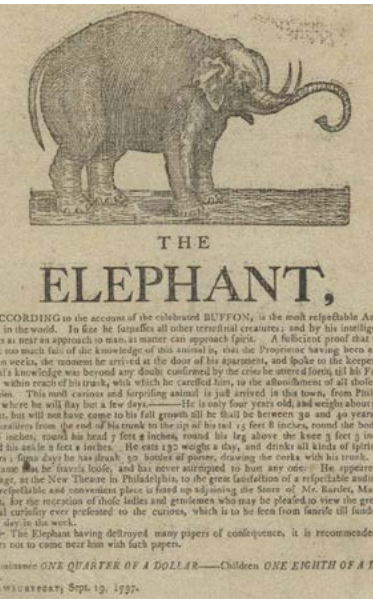 THE
ELEPHANT,
CCORDING to the account of the celebrated BUFFON, is the most respectable An
in the world. In size he surpasses all other terrestrial creatures; and by his intellig
s as near an approach to man, as matter can approach spirit. A sufficient proof that
too much said of the knowledge of this animal is, that the Proprietor having been a
n weeks, the moment he arrived at the door of his apartment, and spoke to the keeper
l's knowledge was beyond any doubt confirmed by the cries he uttered forth, till his F
within reach of his trunk, with which he caressed him, to the astonishment of all those
him. This most curious and surprising animal is just arrived in this town, from Phil
where he will stay but a few days.——He is only four years old, and weighs about
t, but will not have come to his full growth till he shall be between 30 and 40 years
measures from the end of his trunk to the tip of his tail 15 feet 8 inches, round the bod
inches, round his head 7 feet 2 inches, round his leg above the knee 3 feet 3 in
his ankle 2 feet 2 inches. He eats 130 weight a day, and drinks all kinds of spirit
some days he has drank 30 bottles of porter, drawing the corks with his trunk.
tame that he travels loose, and has never attempted to hurt any one. He appeare
age, at the New Theatre in Philadelphia, to the great satisfaction of a respectable audi
respectable and convenient place is fitted up adjoining the Store of Mr. Bartlet, Ma
, for the reception of those ladies and gentlemen who may be pleased to view the gre
l curiosity ever presented to the curious, which is to be seen from sunrise till sund
day in the week.
The Elephant having destroyed many papers of consequence, it is recommende
rs not to come near him with such papers.
mittance ONE QUARTER OF A DOLLAR——Children ONE EIGHTH OF A D
WBURYPORT, Sept. 19, 1797.